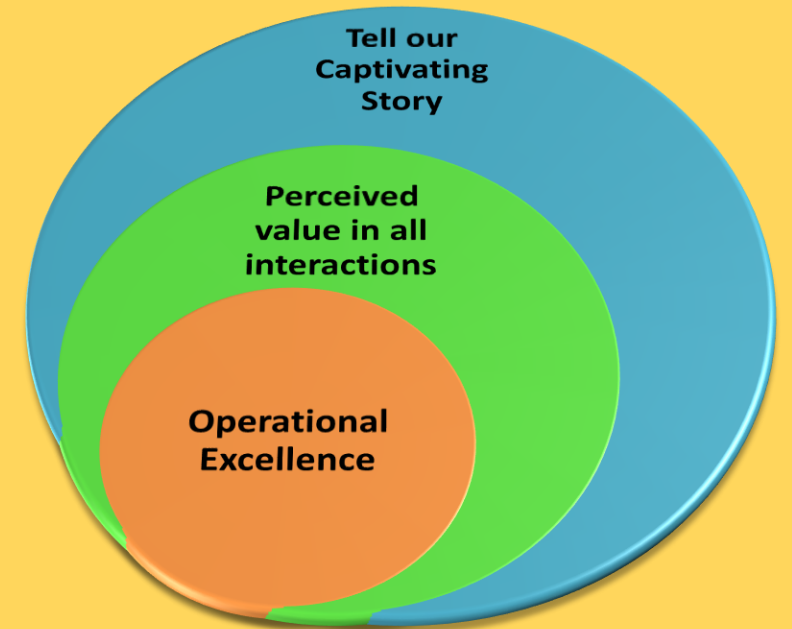 Tell our
Captivating
Story
Perceived
value in all
interactions
Operational
Excellence